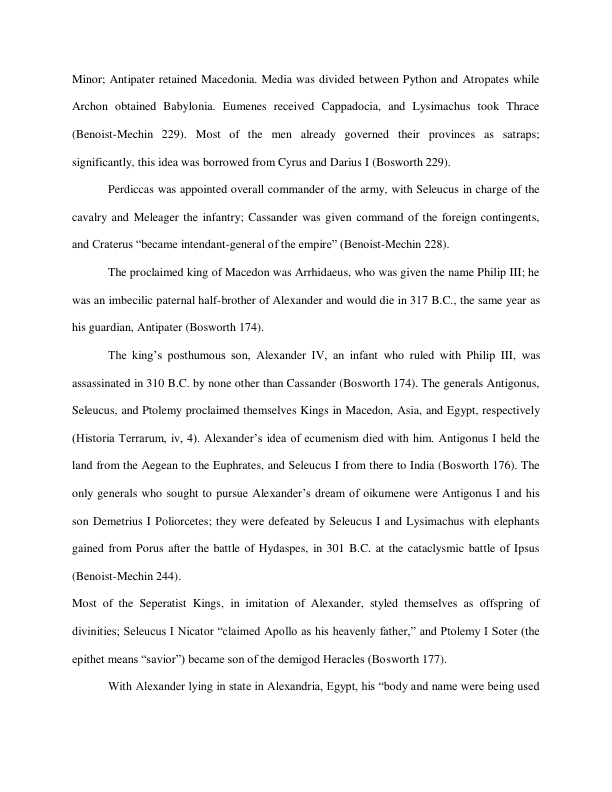 Minor; Antipater retained Macedonia. Media was divided between Python and Atropates while
Archon obtained Babylonia. Eumenes received Cappadocia, and Lysimachus took Thrace
(Benoist-Mechin 229). Most of the men already governed their provinces as satraps;
significantly, this idea was borrowed from Cyrus and Darius I (Bosworth 229).
Perdiccas was appointed overall commander of the army, with Seleucus in charge of the
cavalry and Meleager the infantry; Cassander was given command of the foreign contingents,
and Craterus “became intendant-general of the empire” (Benoist-Mechin 228).
The proclaimed king of Macedon was Arrhidaeus, who was given the name Philip III; he
was an imbecilic paternal half-brother of Alexander and would die in 317 B.C., the same year as
his guardian, Antipater (Bosworth 174).
The king’s posthumous son, Alexander IV, an infant who ruled with Philip III, was
assassinated in 310 B.C. by none other than Cassander (Bosworth 174). The generals Antigonus,
Seleucus, and Ptolemy proclaimed themselves Kings in Macedon, Asia, and Egypt, respectively
(Historia Terrarum, iv, 4). Alexander’s idea of ecumenism died with him. Antigonus I held the
land from the Aegean to the Euphrates, and Seleucus I from there to India (Bosworth 176). The
only generals who sought to pursue Alexander’s dream of oikumene were Antigonus I and his
son Demetrius I Poliorcetes; they were defeated by Seleucus I and Lysimachus with elephants
gained from Porus after the battle of Hydaspes, in 301 B.C. at the cataclysmic battle of Ipsus
(Benoist-Mechin 244).
Most of the Seperatist Kings, in imitation of Alexander, styled themselves as offspring of
divinities; Seleucus I Nicator “claimed Apollo as his heavenly father,” and Ptolemy I Soter (the
epithet means “savior”) became son of the demigod Heracles (Bosworth 177).
With Alexander lying in state in Alexandria, Egypt, his “body and name were being used